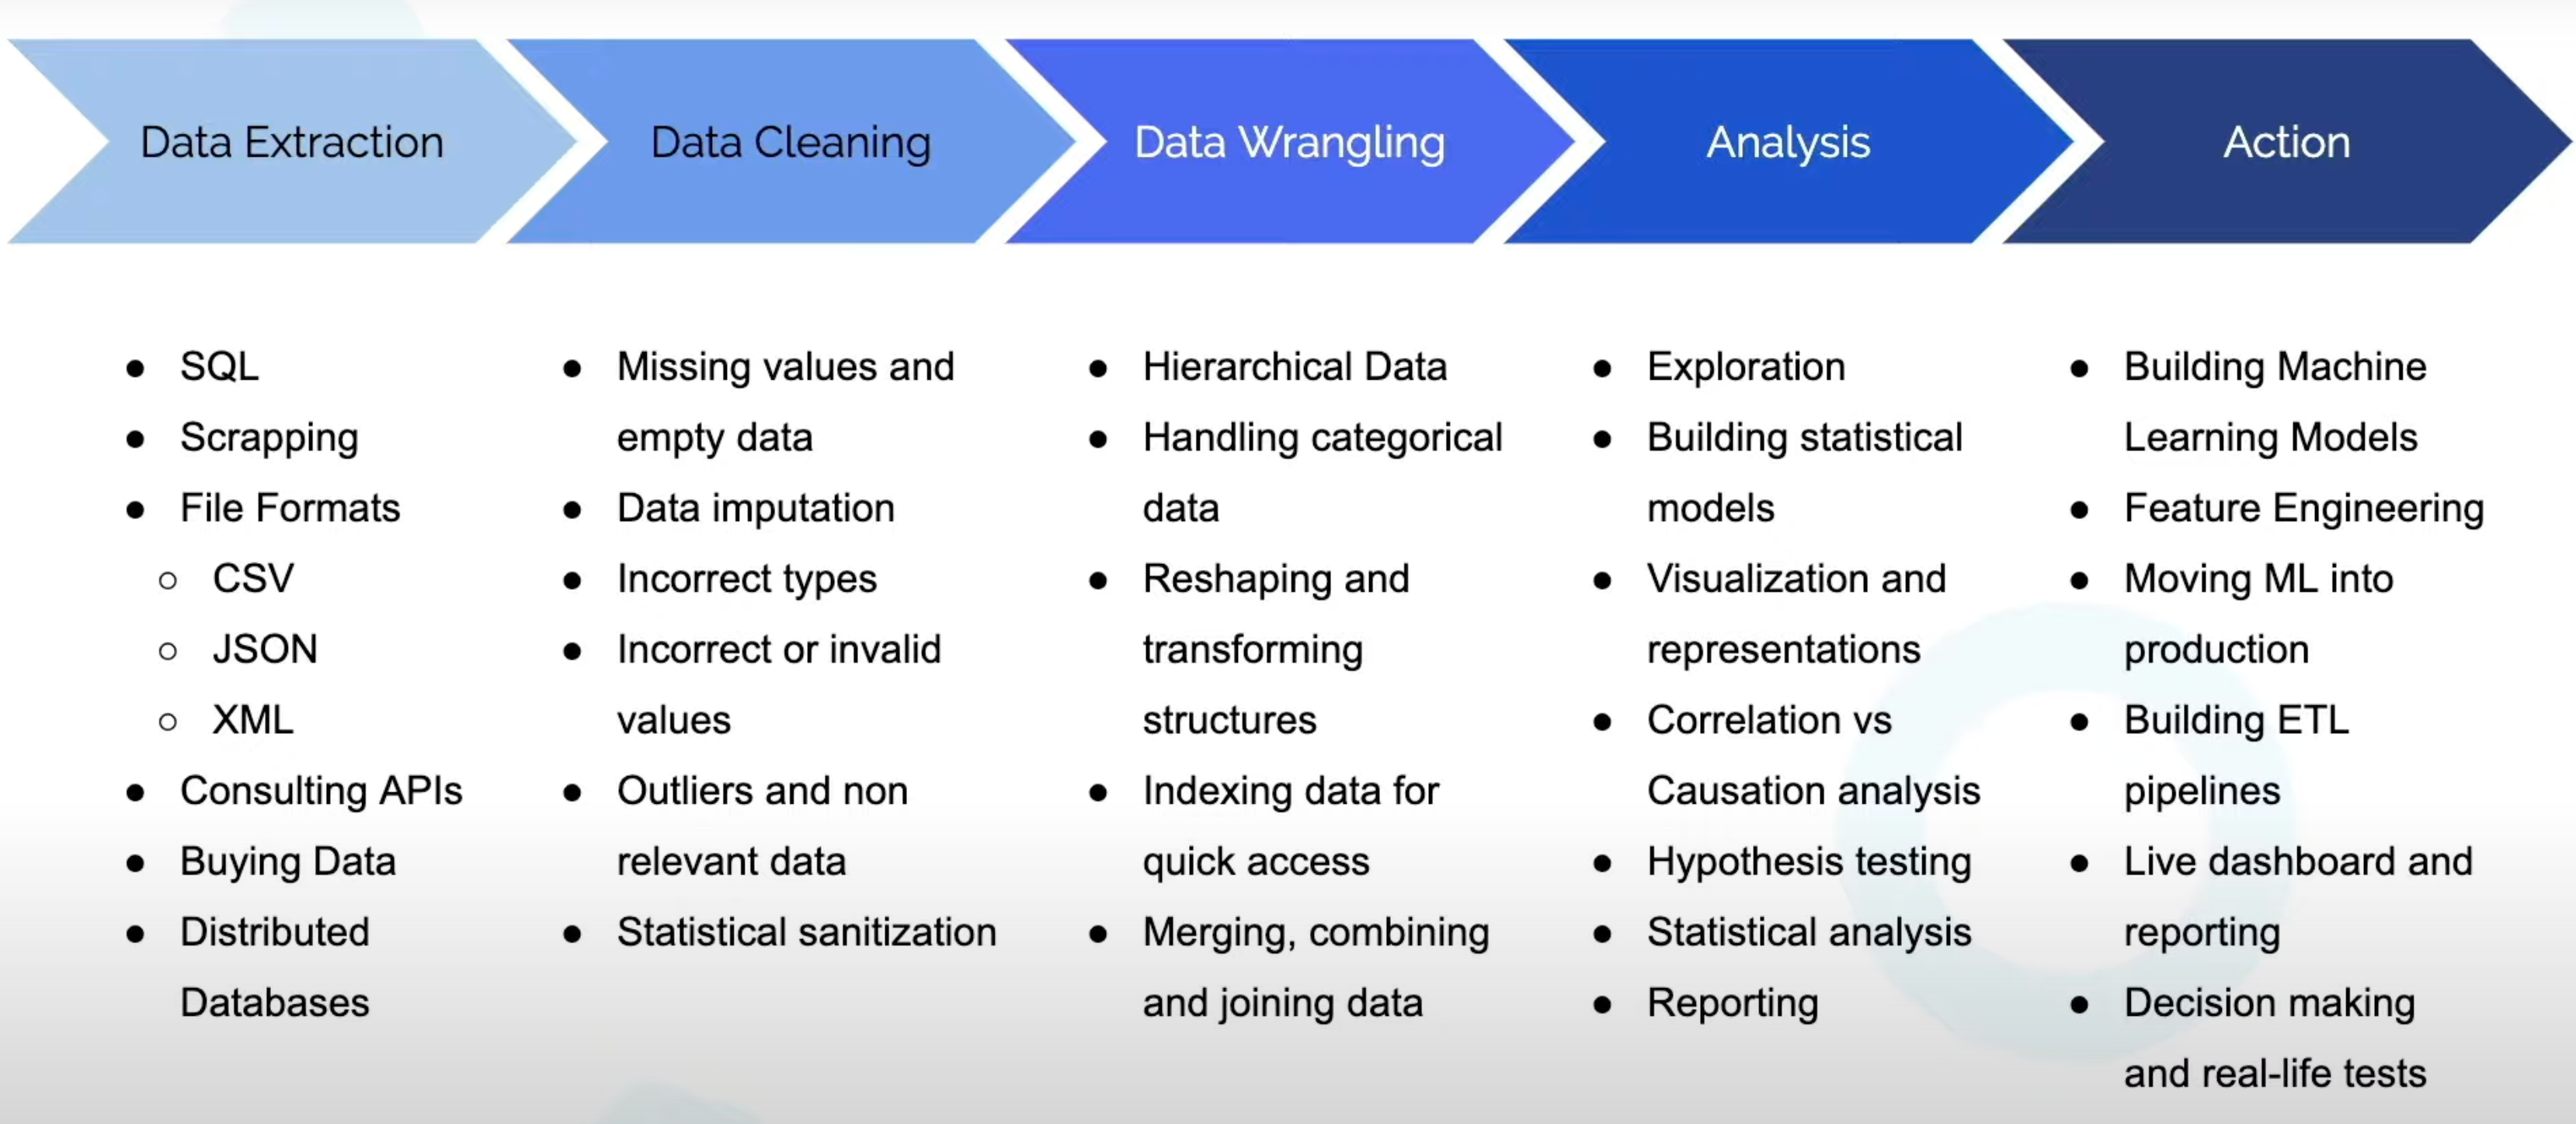 Data Extraction
Data Cleaning
Data Wrangling
Analysis
Action
● SQL
● Scrapping
● File Formats
○ CSV
○ JSON
○ XML
● Consulting APIs
● Buying Data
● Distributed
Databases
● Missing values and
empty data
● Data imputation
● Incorrect types
● Incorrect or invalid
values
● Outliers and non
relevant data
● Statistical sanitization
● Hierarchical Data
● Handling categorical
data
● Reshaping and
transforming
structures
● Indexing data for
quick access
● Merging, combining
and joining data
● Exploration
● Building statistical
models
● Visualization and
representations
● Correlation vs
Causation analysis
● Hypothesis testing
● Statistical analysis
● Reporting
● Building Machine
Learning Models
● Feature Engineering
● Moving ML into
production
● Building ETL
pipelines
● Live dashboard and
reporting
● Decision making
and real-life tests